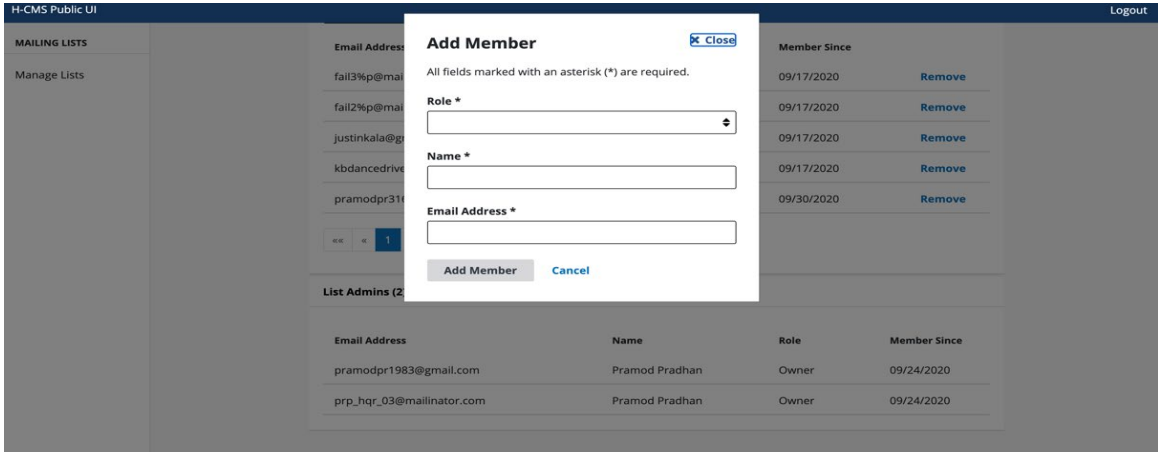 H-CMS Public UI
Logout
MAILING LISTS
Manage Lists
Add Member
Close
All fields marked with an asterisk (*) are required.
Role *
Name *
Email Address *
Add Member Cancel
Email Address Member Since
fail3%p@mai 09/17/2020 Remove
fail2%p@mai 09/17/2020 Remove
justinkala@g 09/17/2020 Remove
kbdancedrive 09/17/2020 Remove
pramodpr31 09/30/2020 Remove
«« « 1
List Admins (2
Email Address Name Role Member Since
pramodpr1983@gmail.com Pramod Pradhan Owner 09/24/2020
prp_hqr_03@mailinator.com Pramod Pradhan Owner 09/24/2020